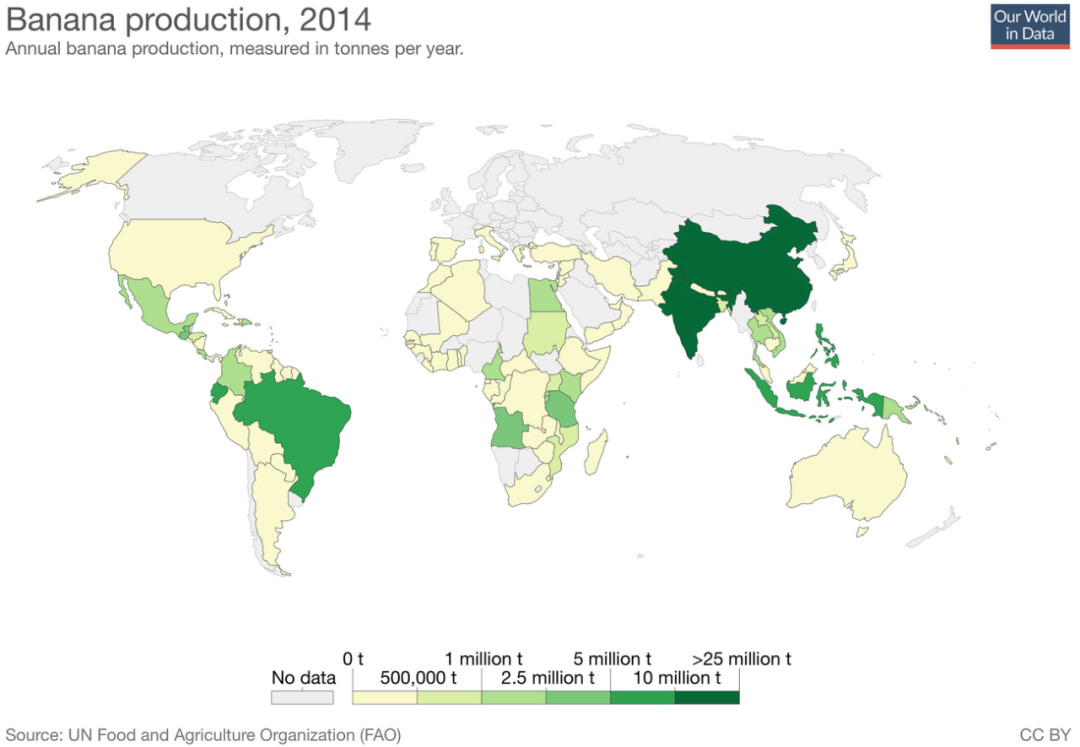 Banana production, 2014
Annual banana production, measured in tonnes per year.
Our World
in Data
0 t 1 million t 5 million t >25 million t
No data 500,000 t 2.5 million t 10 million t
Source: UN Food and Agriculture Organization (FAO) CC BY